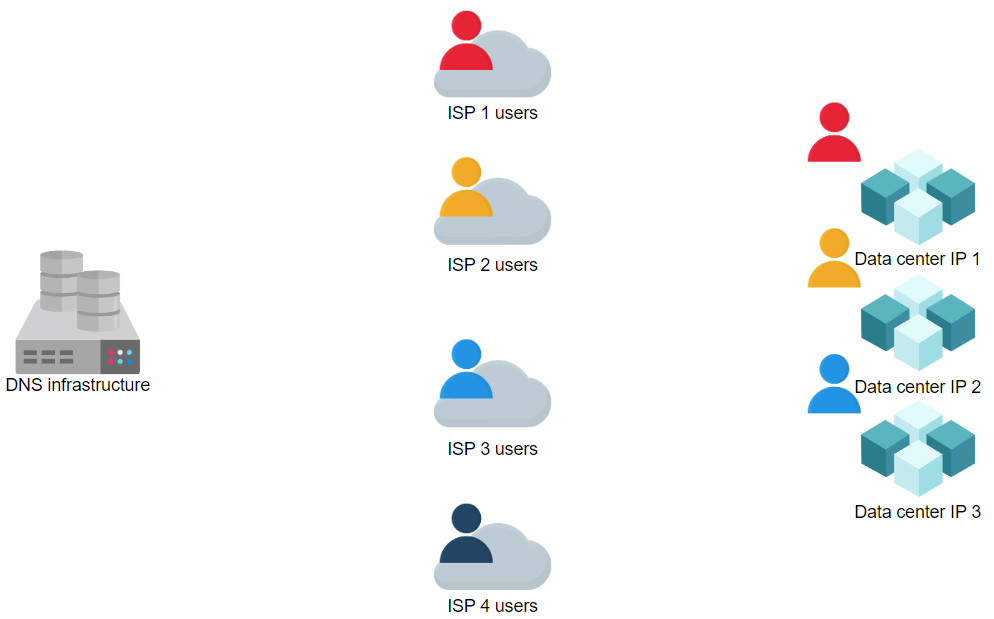 ISP 1 users
ISP 2 users
Data center IP 1
DNS infrastructure
Data center IP 2
ISP 3 users
Data center IP 3
ISP 4 users